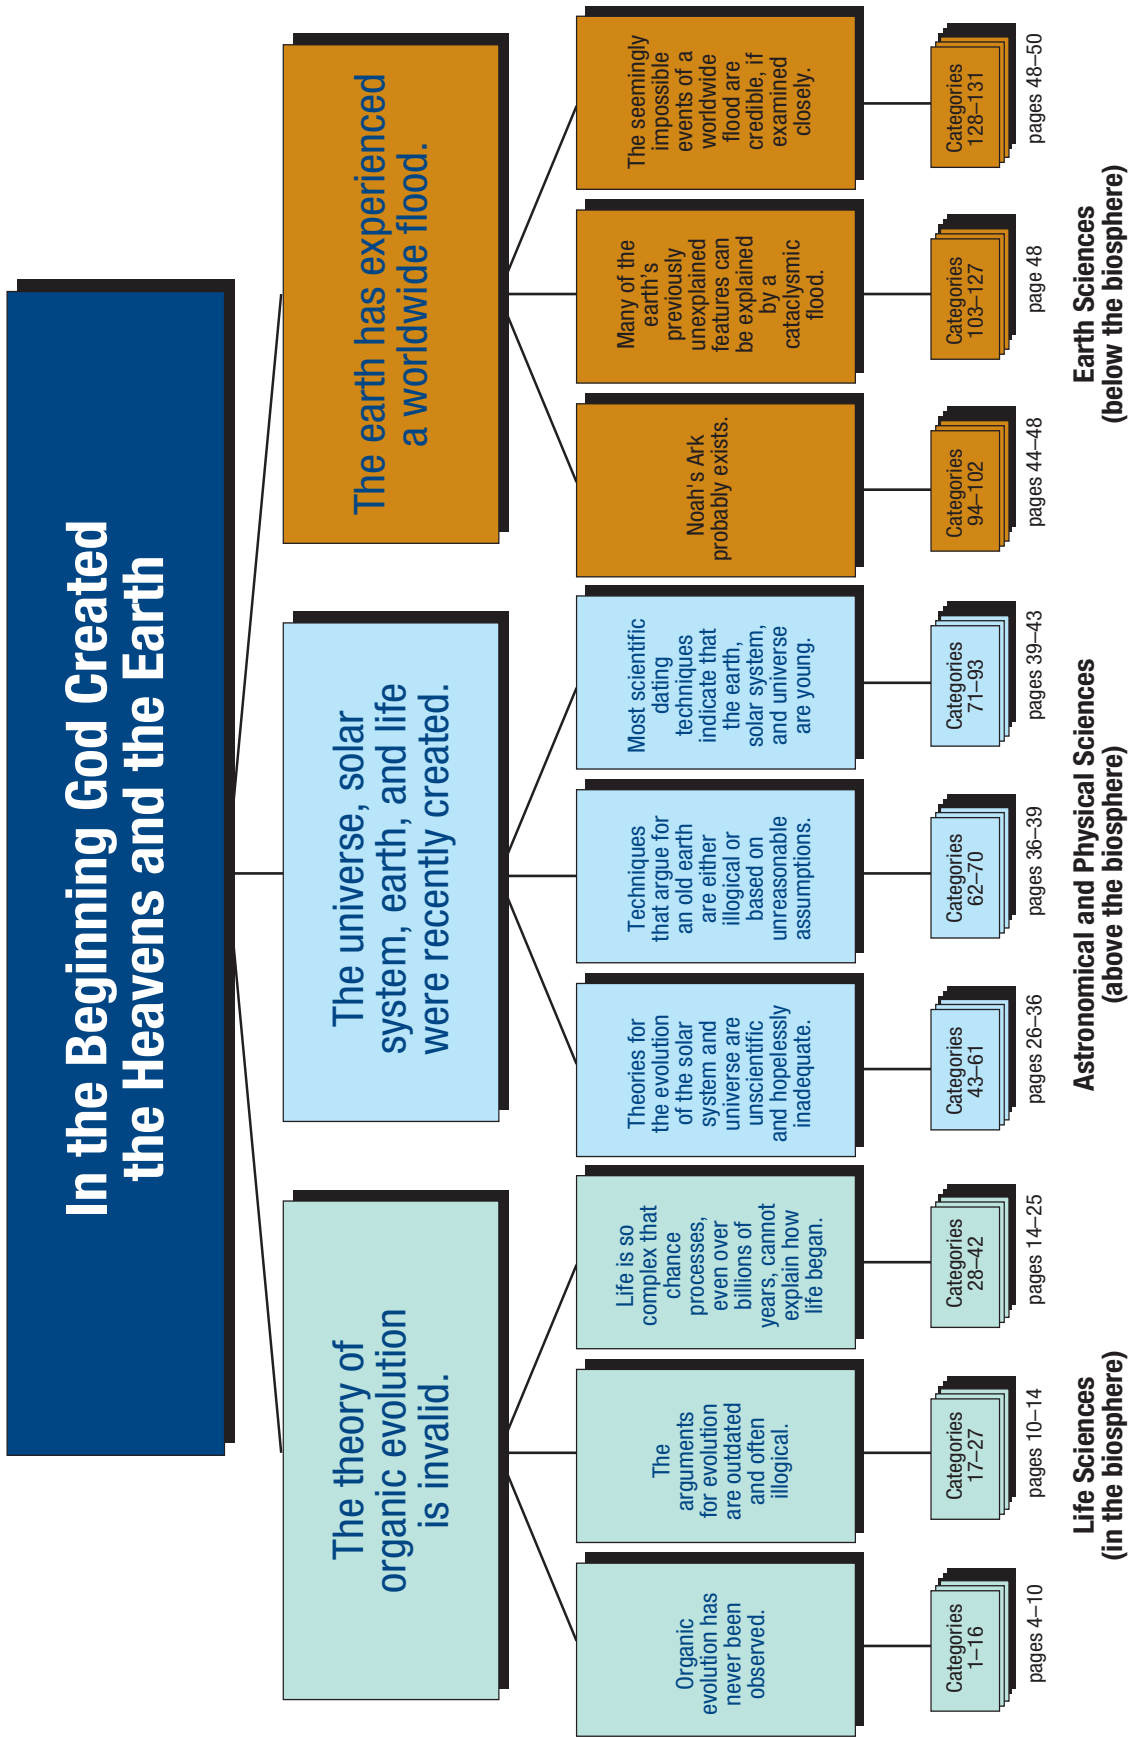 In the Beginning God Created
the Heavens and the Earth
The theory of
organic evolution
is invalid.
The universe, solar
system, earth, and life
were recently created.
The earth has experienced
a worldwide flood.
Organic
evolution has
never been
observed.
The
arguments
for evolution
are outdated
and often
illogical.
Life is so
complex that
chance
processes,
even over
billions of
years, cannot
explain how
life began.
Theories for
the evolution
of the solar
system and
universe are
unscientific
and hopelessly
inadequate.
Techniques
that argue for
an old earth
are either
illogical or
based on
unreasonable
assumptions.
Most scientific
dating
techniques
indicate that
the earth,
solar system,
and universe
are young.
Noah's Ark
probably exists.
Many of the
earth's
previously
unexplained
features can
be explained
by a
cataclysmic
flood.
The seemingly
impossible
events of a
worldwide
flood are
credible, if
examined
closely.
Categories
1–16
Categories
17–27
Categories
28–42
Categories
43–61
Categories
62–70
Categories
71–93
Categories
94–102
Categories
103–127
Categories
128–131
pages 4–10
pages 10–14
pages 14–25
pages 26–36
pages 36–39
pages 39–43
pages 44–48
page 48
pages 48–50
Life Sciences
(in the biosphere)
Astronomical and Physical Sciences
(above the biosphere)
Earth Sciences
(below the biosphere)